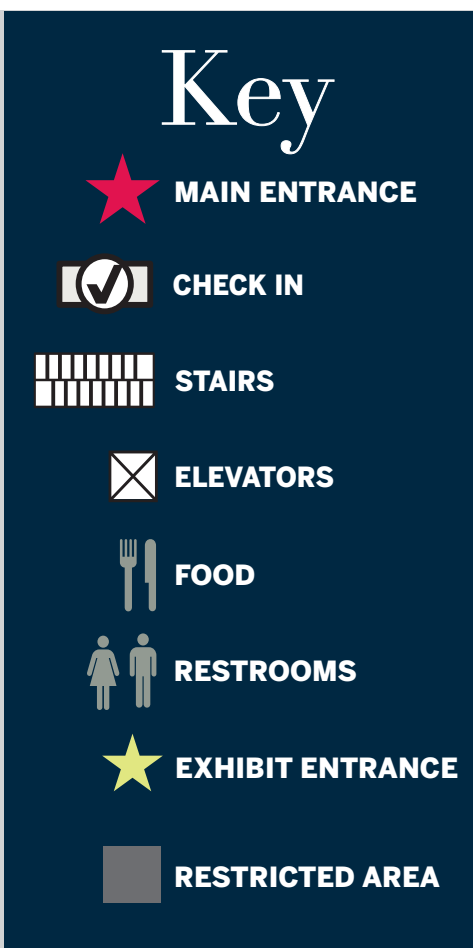 Key
MAIN ENTRANCE
CHECK IN
STAIRS
ELEVATORS
FOOD
RESTROOMS
EXHIBIT ENTRANCE
RESTRICTED AREA